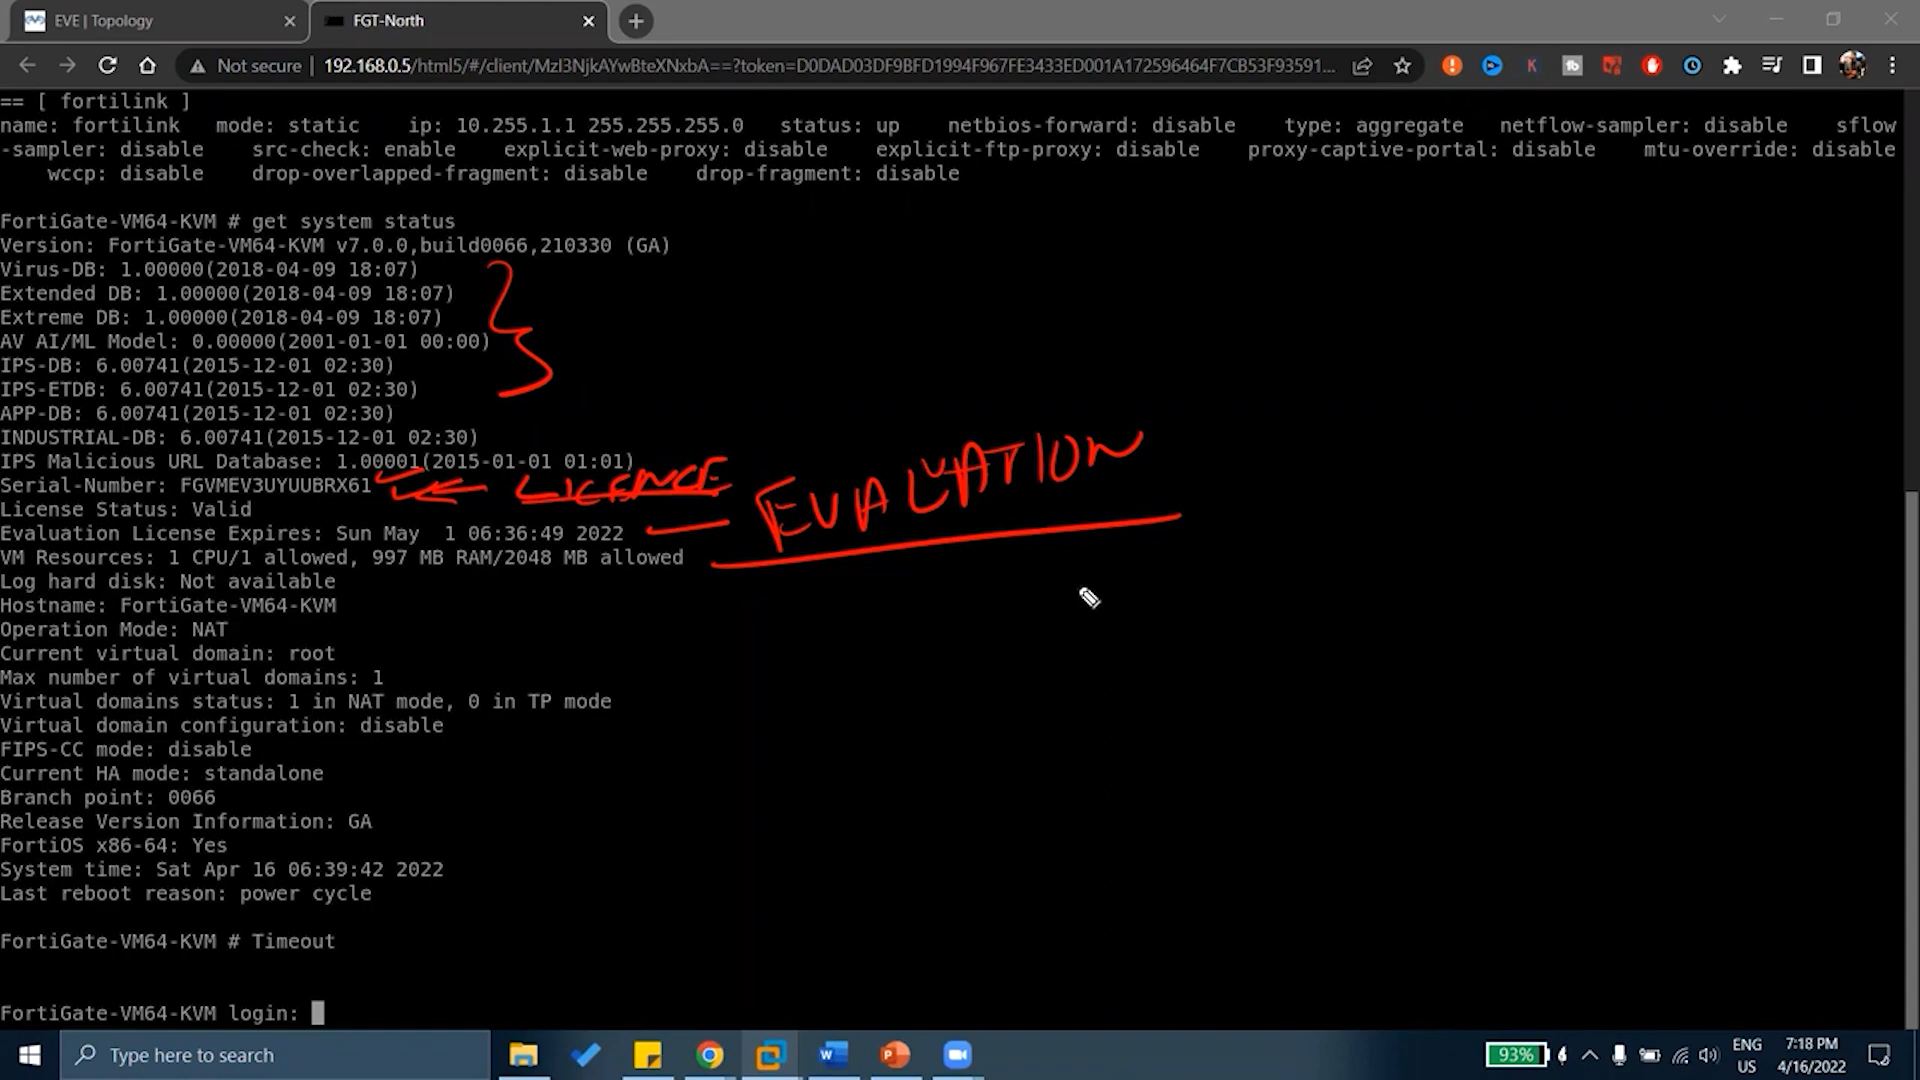 EVE | Topology
FGT-North
Not secure
192.168.0.5/html5/#/client/MzI3NjkAYwBteXNxbA==?token=D0DAD03DF9BFD1994F967FE3433ED001A172596464F7CB53F93591...
== [ fortilink ]
name: fortilink mode: static ip: 10.255.1.1 255.255.255.0 status: up netbios-forward: disable type: aggregate netflow-sampler: disable sflow
-sampler: disable src-check: enable explicit-web-proxy: disable explicit-ftp-proxy: disable proxy-captive-portal: disable mtu-override: disable
wccp: disable drop-overlapped-fragment: disable drop-fragment: disable
FortiGate-VM64-KVM # get system status
Version: FortiGate-VM64-KVM v7.0.0,build0066,210330 (GA)
Virus-DB: 1.00000(2018-04-09 18:07)
Extended DB: 1.00000(2018-04-09 18:07)
Extreme DB: 1.00000(2018-04-09 18:07)
AV AI/ML Model: 0.00000(2001-01-01 00:00)
IPS-DB: 6.00741(2015-12-01 02:30)
IPS-ETDB: 6.00741(2015-12-01 02:30)
APP-DB: 6.00741(2015-12-01 02:30)
INDUSTRIAL-DB: 6.00741(2015-12-01 02:30)
IPS Malicious URL Database: 1.00001(2015-01-01 01:01)
Serial-Number: FGVMEV3UYUUBRX61
LICENCE
EVALUATION
License Status: Valid
Evaluation License Expires: Sun May 1 06:36:49 2022
VM Resources: 1 CPU/1 allowed, 997 MB RAM/2048 MB allowed
Log hard disk: Not available
Hostname: FortiGate-VM64-KVM
Operation Mode: NAT
Current virtual domain: root
Max number of virtual domains: 1
Virtual domains status: 1 in NAT mode, 0 in TP mode
Virtual domain configuration: disable
FIPS-CC mode: disable
Current HA mode: standalone
Branch point: 0066
Release Version Information: GA
FortiOS x86-64: Yes
System time: Sat Apr 16 06:39:42 2022
Last reboot reason: power cycle
FortiGate-VM64-KVM # Timeout
FortiGate-VM64-KVM login:
Type here to search
93%
ENG
US
7:18 PM
4/16/2022